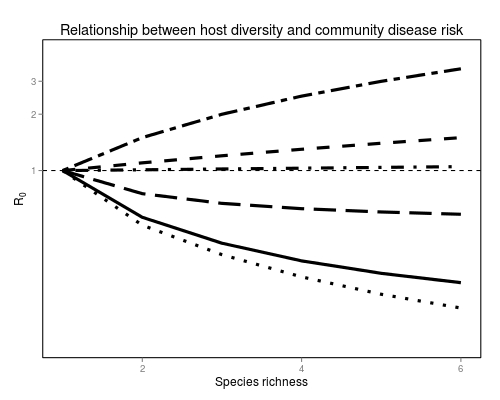 Relationship between host diversity and community disease risk
3
2
1
R0
2 4 6
Species richness